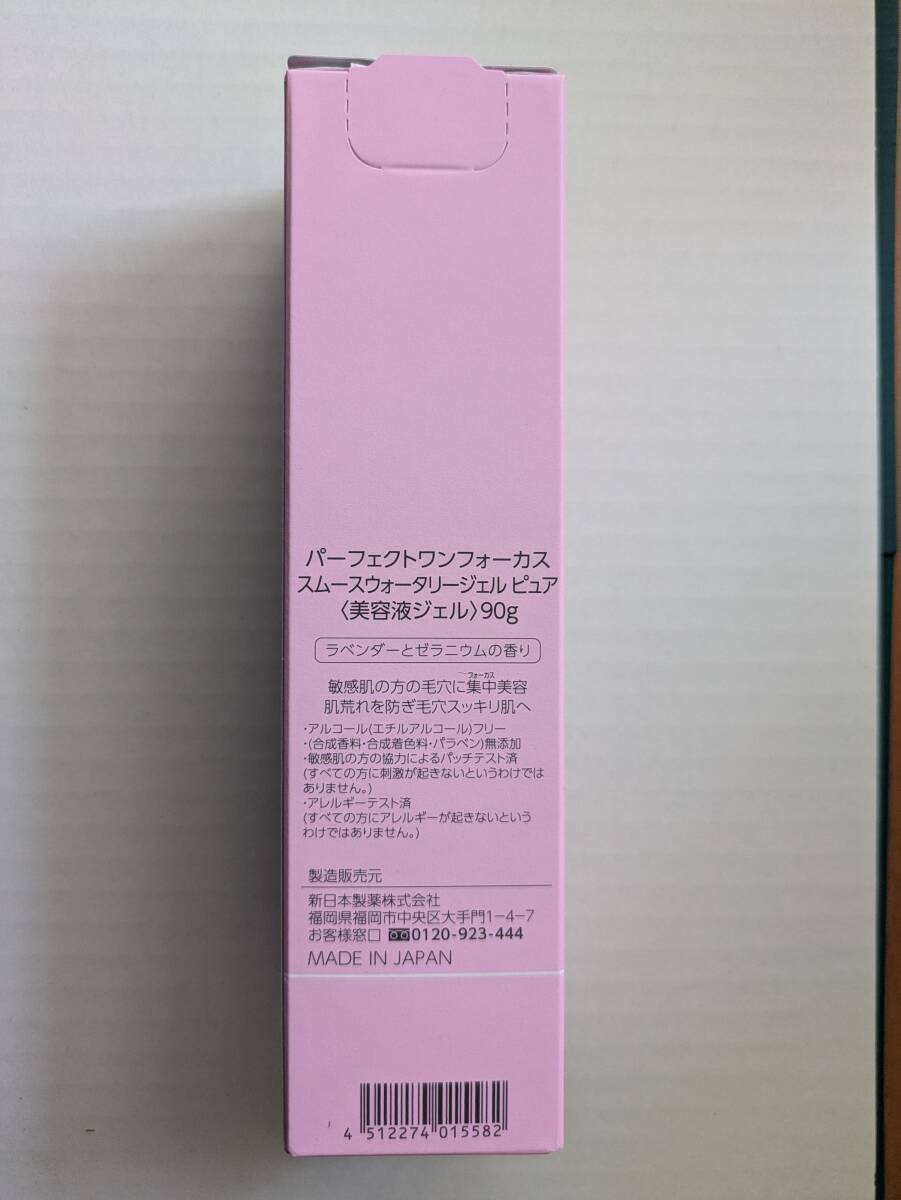 パーフェクトワンフォーカス
スムースウォータリージェル ピュア
〈美容液ジェル〉90g
ラベンダーとゼラニウムの香り
フォーカス
敏感肌の方の毛穴に集中美容
肌荒れを防ぎ毛穴スッキリ肌へ
・アルコール(エチルアルコール)フリー
・(合成香料・合成着色料・パラベン)無添加
・敏感肌の方の協力によるパッチテスト済
(すべての方に刺激が起きないというわけでは
ありません。)
・アレルギーテスト済
(すべての方にアレルギーが起きないという
わけではありません。)
製造販売元
新日本製薬株式会社
福岡県福岡市中央区大手門1-4-7
お客様窓口 0120-923-444
MADE IN JAPAN
4 512274 015582